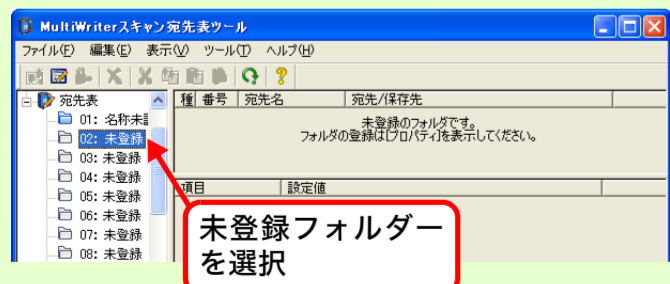 MultiWriterスキャン宛先表ツール
ファイル(F) 編集(E) 表示(V) ツール(T) ヘルプ(H)
宛先表
種 番号 宛先名 宛先/保存先
01: 名称未
02: 未登録
未登録のフォルダです。
フォルダの登録は[プロパティ]を表示してください。
03: 未登録
04: 未登録
項目 設定値
05: 未登録
06: 未登録
07: 未登録
08: 未登録
未登録フォルダー
を選択